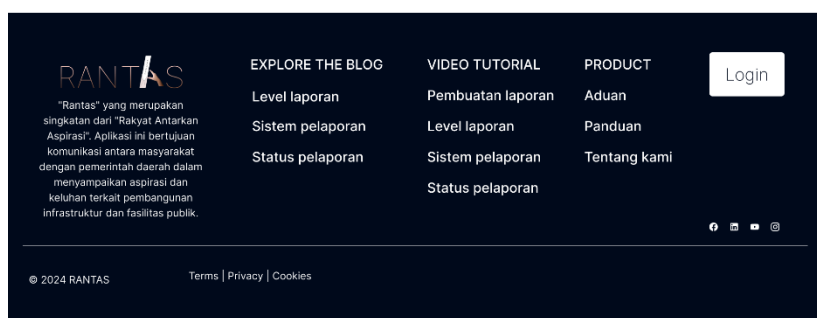 RANTAS
"Rantas" yang merupakan
singkatan dari "Rakyat Antarkan
Aspirasi". Aplikasi ini bertujuan
komunikasi antara masyarakat
dengan pemerintah daerah dalam
menyampaikan aspirasi dan
keluhan terkait pembangunan
infrastruktur dan fasilitas publik.
EXPLORE THE BLOG
Level laporan
Sistem pelaporan
Status pelaporan
VIDEO TUTORIAL
Pembuatan laporan
Level laporan
Sistem pelaporan
Status pelaporan
PRODUCT
Aduan
Panduan
Tentang kami
Login
© 2024 RANTAS
Terms | Privacy | Cookies